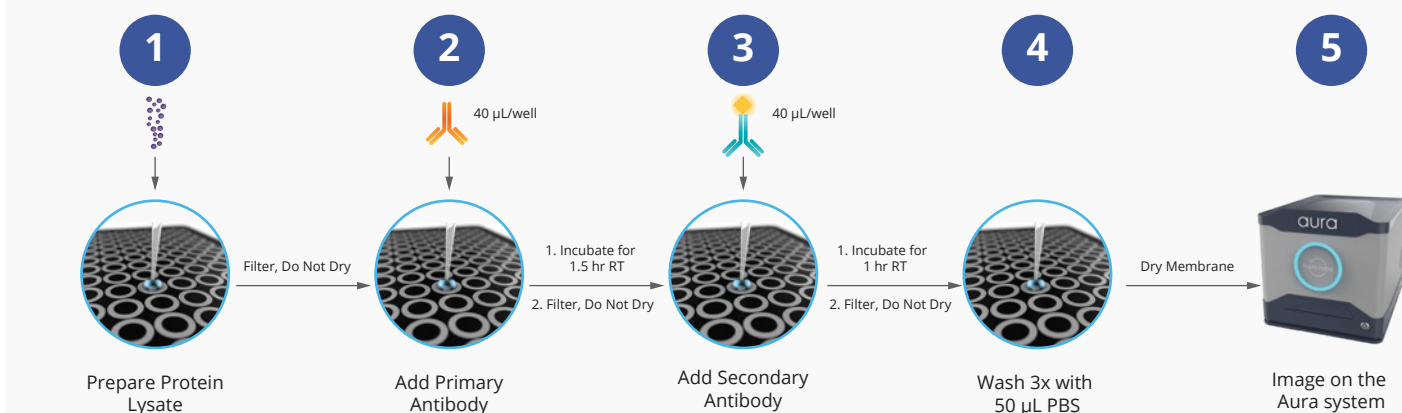 1
2
3
4
5
40 µL/well
40 µL/well
aura
Filter, Do Not Dry
1. Incubate for
1.5 hr RT
2. Filter, Do Not Dry
1. Incubate for
1 hr RT
2. Filter, Do Not Dry
Dry Membrane
Prepare Protein
Lysate
Add Primary
Antibody
Add Secondary
Antibody
Wash 3x with
50 µL PBS
Image on the
Aura system